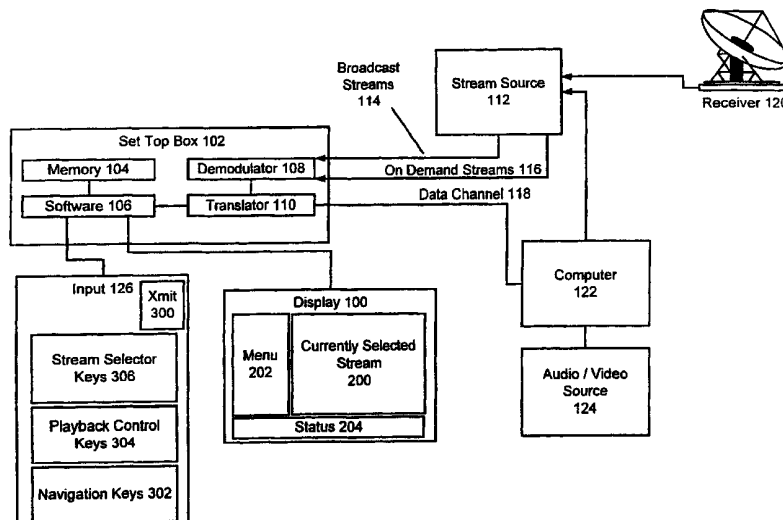 Broadcast
Streams
114
Stream Source
112
Receiver 120
Set Top Box 102
Memory 104
Demodulator 108
On Demand Streams 116
Software 106
Translator 110
Data Channel 118
Input 126
Xmit
300
Stream Selector
Keys 306
Playback Control
Keys 304
Navigation Keys 302
Display 100
Menu
202
Currently Selected
Stream
200
Status 204
Computer
122
Audio / Video
Source
124